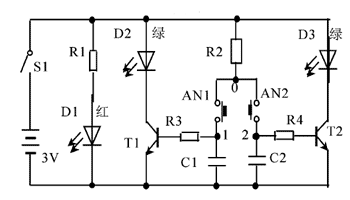 D2 绿
R2
D3 绿
S1
R1
0
AN1
AN2
D1 红
R3
1
2
R4
T2
T1
C1
C2
3V